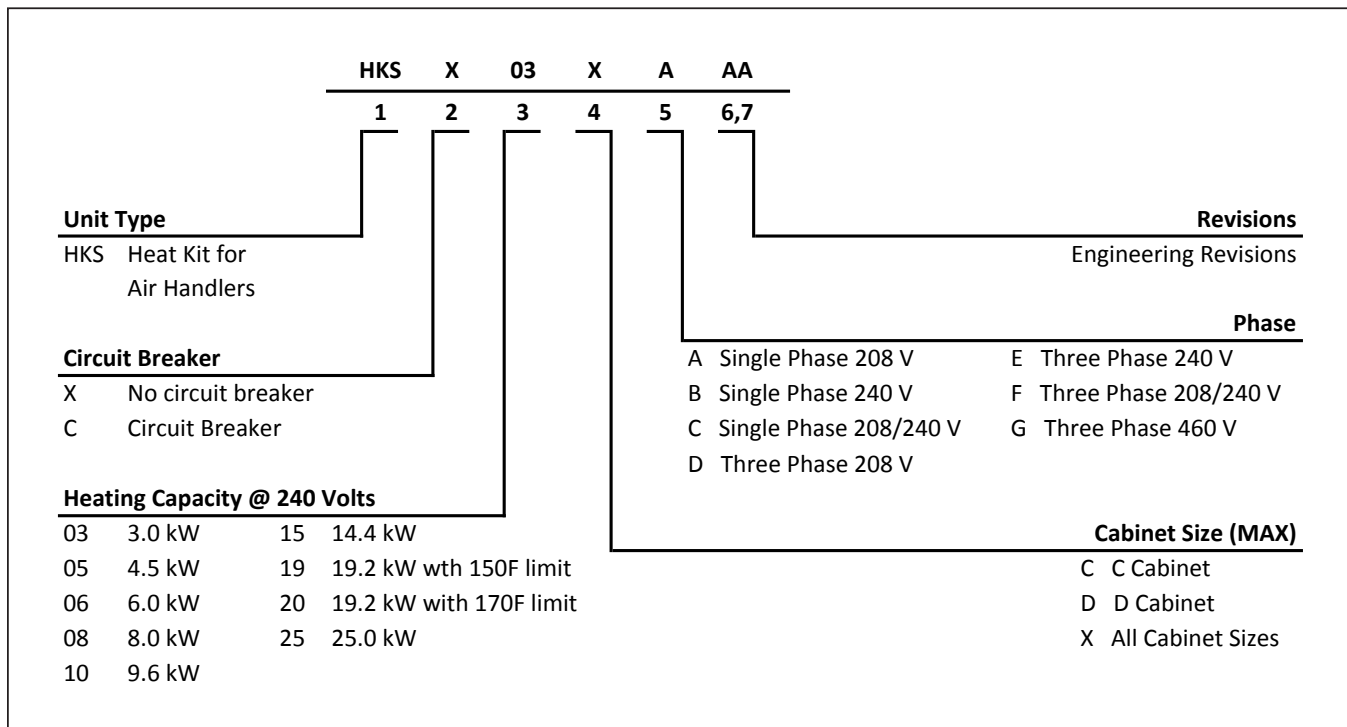 HKS X 03 X A AA
1 2 3 4 5 6,7
Unit Type
HKS Heat Kit for
Air Handlers
Circuit Breaker
X No circuit breaker
C Circuit Breaker
Heating Capacity @ 240 Volts
03 3.0 kW 15 14.4 kW
05 4.5 kW 19 19.2 kW wth 150F limit
06 6.0 kW 20 19.2 kW with 170F limit
08 8.0 kW 25 25.0 kW
10 9.6 kW
Revisions
Engineering Revisions
Phase
A Single Phase 208 V E Three Phase 240 V
B Single Phase 240 V F Three Phase 208/240 V
C Single Phase 208/240 V G Three Phase 460 V
D Three Phase 208 V
Cabinet Size (MAX)
C C Cabinet
D D Cabinet
X All Cabinet Sizes